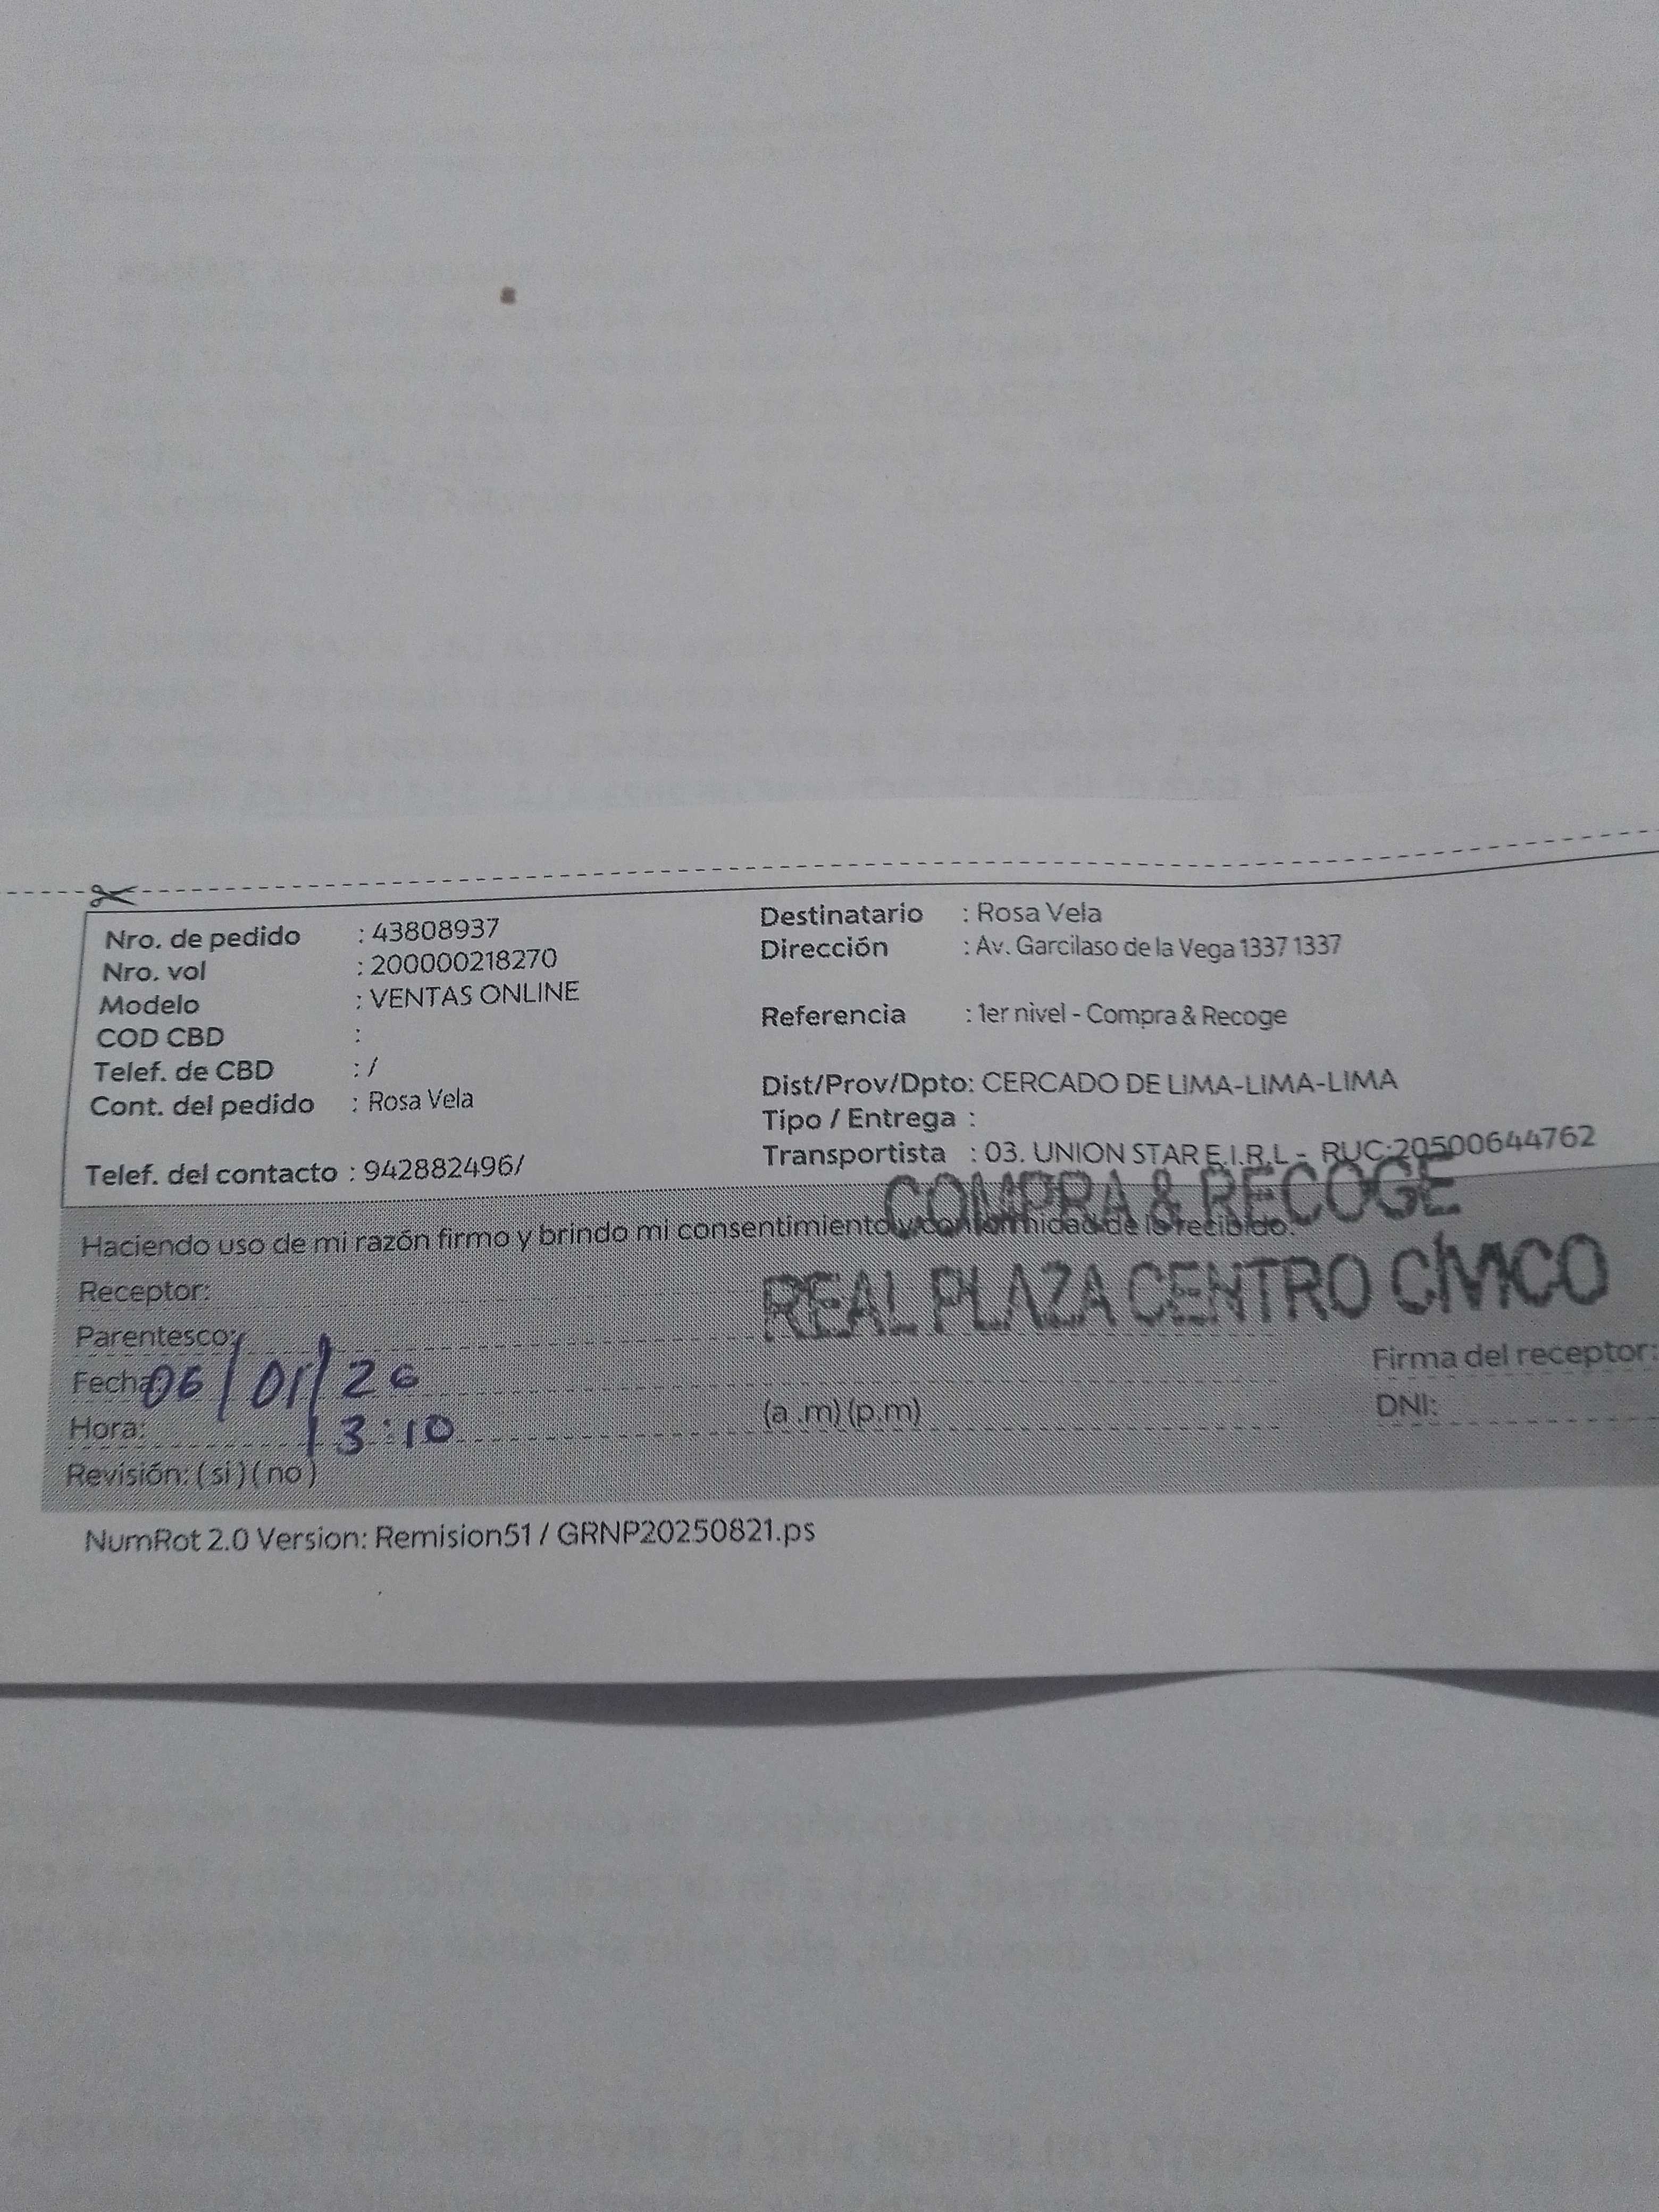 Nro. de pedido : 43808937
Nro. vol : 200000218270
Modelo : VENTAS ONLINE
COD CBD :
Telef. de CBD : /
Cont. del pedido : Rosa Vela
Telef. del contacto : 942882496/
Destinatario : Rosa Vela
Dirección : Av. Garcilaso de la Vega 1337 1337
Referencia : 1er nivel - Compra & Recoge
Dist/Prov/Dpto: CERCADO DE LIMA-LIMA-LIMA
Tipo / Entrega :
Transportista : 03. UNION STAR E.I.R.L - RUC:20500644762
COMPRA & RECOGE
Haciendo uso de mi razón firmo y brindo mi consentimiento y conformidad de lo recibido.
REAL PLAZA CENTRO CÍVICO
Receptor:
Parentesco:
Fecha: 06/01/26
Hora: 13:10 (a .m) (p.m)
Revisión: ( si ) ( no )
Firma del receptor:
DNI:
NumRot 2.0 Version: Remision51 / GRNP20250821.ps